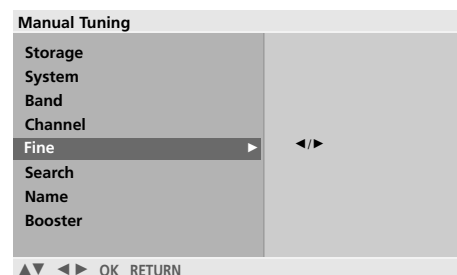 Manual Tuning
Storage
System
Band
Channel
Fine ► ◄/►
Search
Name
Booster
▲▼ ◄► OK RETURN